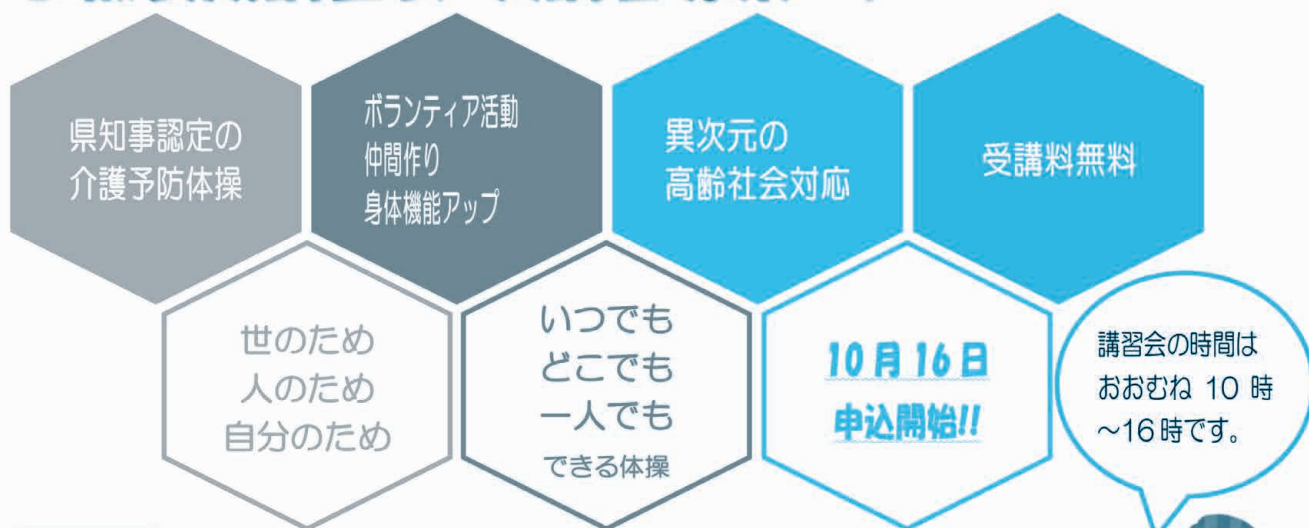 県知事認定の
介護予防体操
ボランティア活動
仲間作り
身体機能アップ
異次元の
高齢社会対応
受講料無料
世のため
人のため
自分のため
いつでも
どこでも
一人でも
できる体操
10月16日
申込開始!!
講習会の時間は
おおむね 10 時
～16時です。